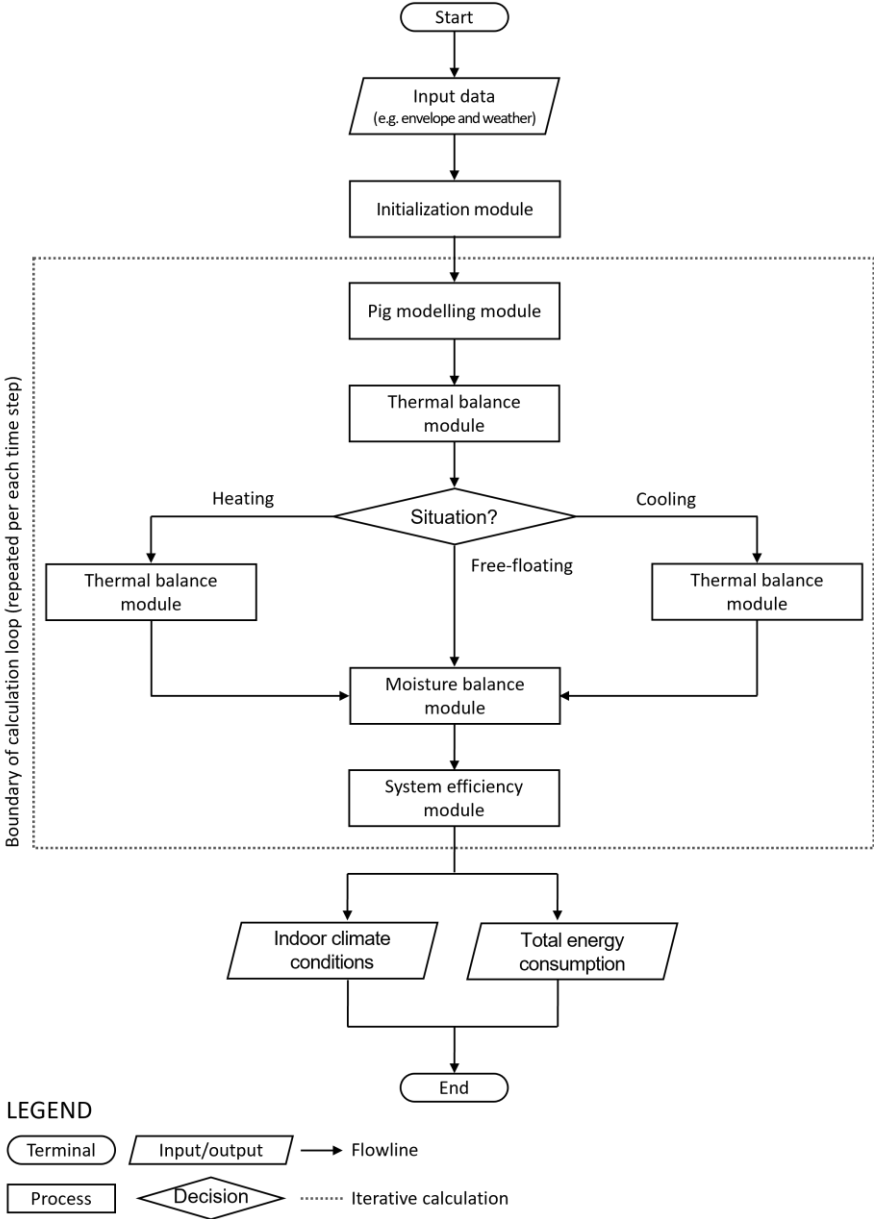 Start
Input data
(e.g. envelope and weather)
Initialization module
Boundary of calculation loop (repeated per each time step)
Pig modelling module
Thermal balance
module
Heating
Situation?
Cooling
Free-floating
Thermal balance
module
Thermal balance
module
Moisture balance
module
System efficiency
module
Indoor climate
conditions
Total energy
consumption
End
LEGEND
Terminal
Input/output
Flowline
Process
Decision
Iterative calculation